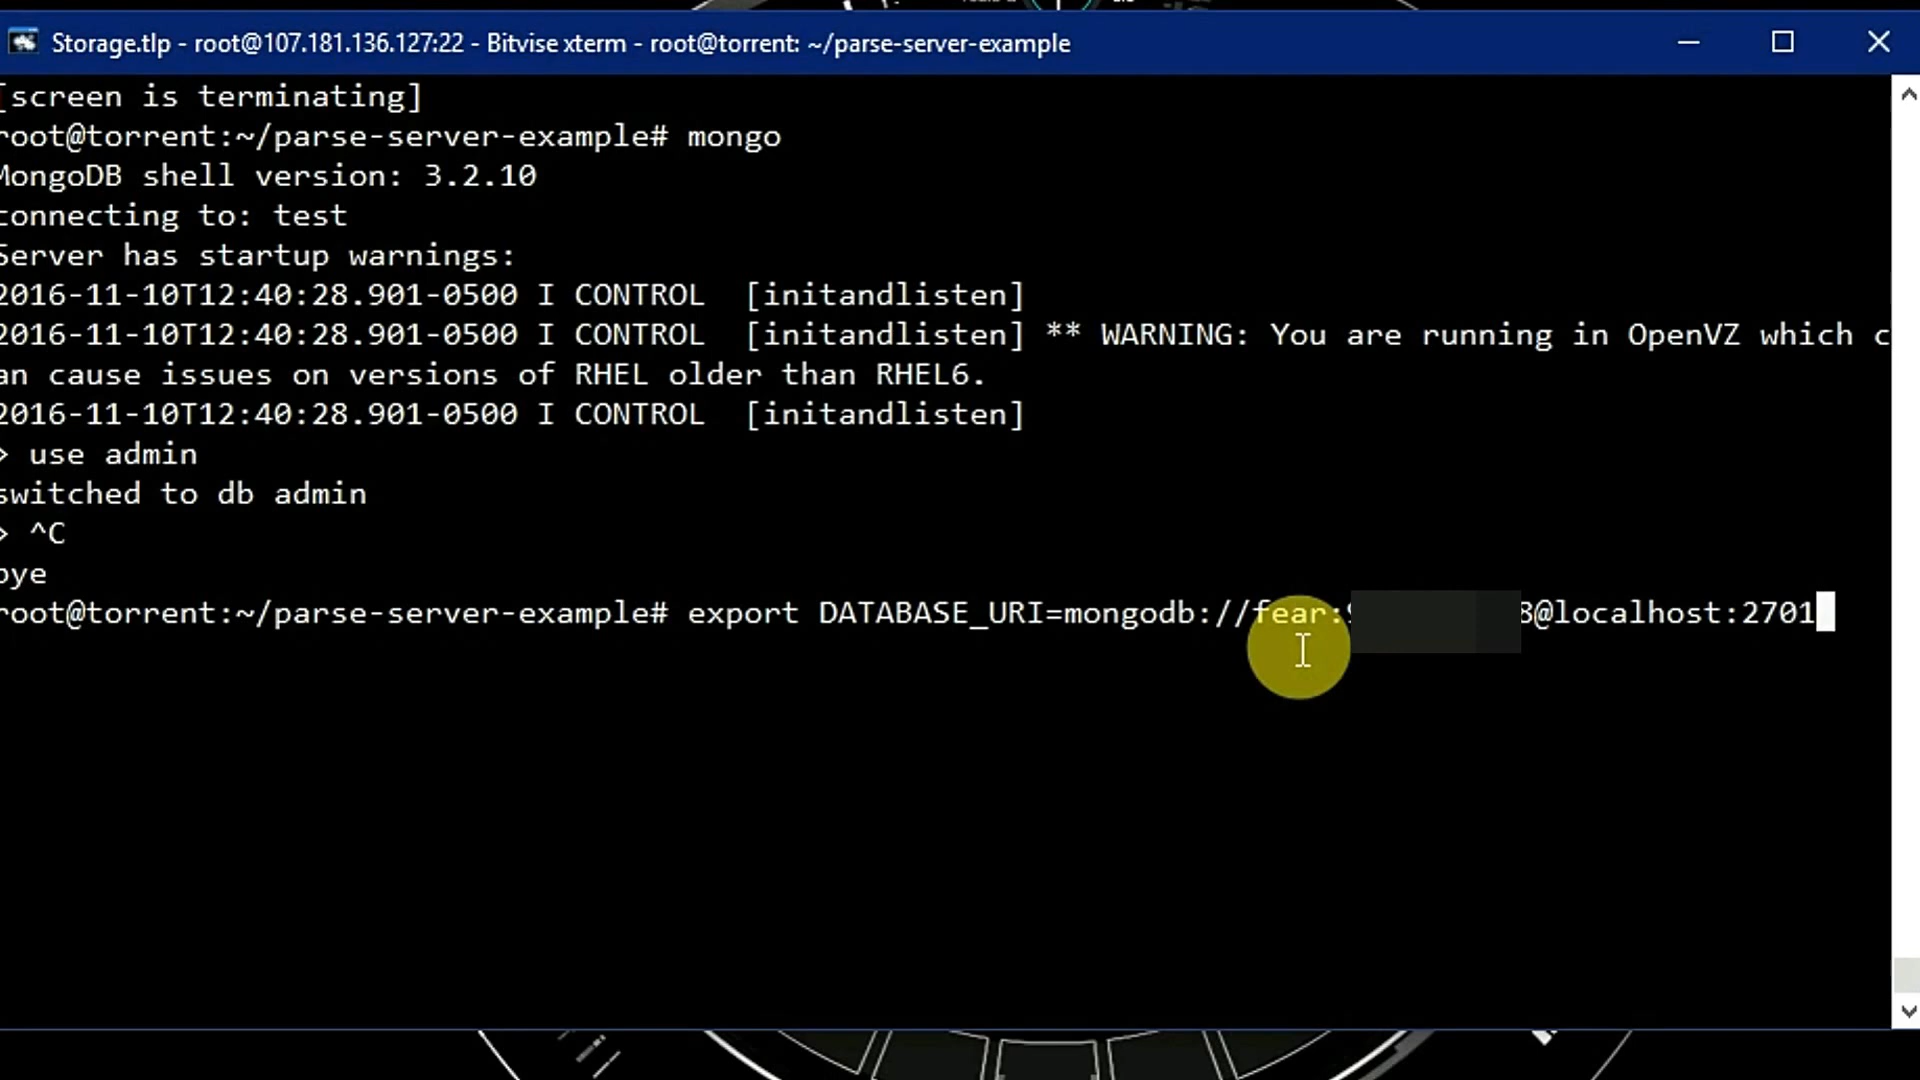 Storage.tlp - root@107.181.136.127:22 - Bitvise xterm - root@torrent: ~/parse-server-example
[screen is terminating]
root@torrent:~/parse-server-example# mongo
MongoDB shell version: 3.2.10
connecting to: test
Server has startup warnings:
2016-11-10T12:40:28.901-0500 I CONTROL  [initandlisten]
2016-11-10T12:40:28.901-0500 I CONTROL  [initandlisten] ** WARNING: You are running in OpenVZ which c
an cause issues on versions of RHEL older than RHEL6.
2016-11-10T12:40:28.901-0500 I CONTROL  [initandlisten]
> use admin
switched to db admin
> ^C
bye
root@torrent:~/parse-server-example# export DATABASE_URI=mongodb://fear: 8@localhost:2701